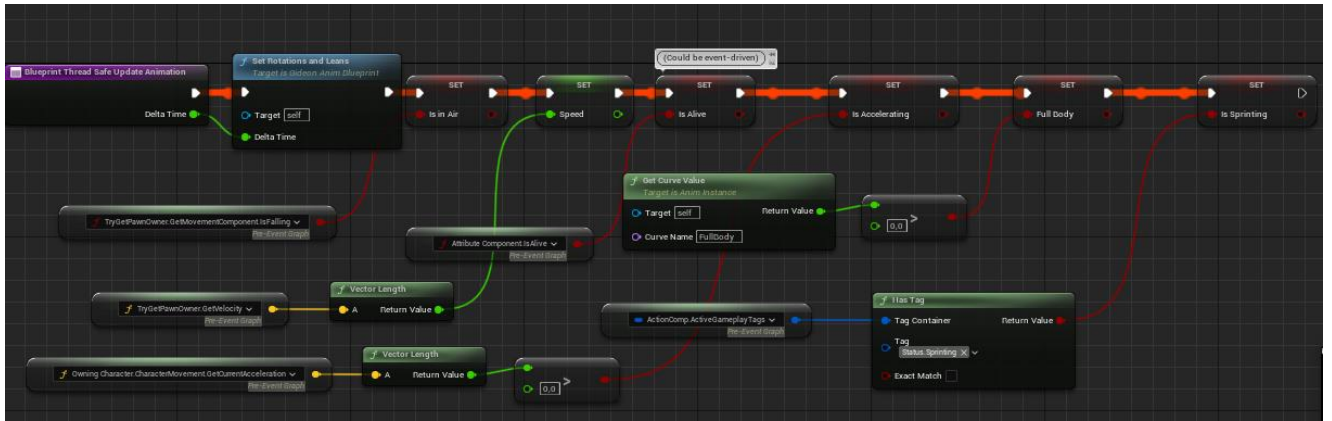 Blueprint Thread Safe Update Animation
Delta Time
f Set Rotations and Leans
Target is Gideon Anim Blueprint
Target self
Delta Time
SET
Is in Air
SET
Speed
(Could be event-driven)
SET
Is Alive
SET
Is Accelerating
SET
Full Body
SET
Is Sprinting
f Get Curve Value
Target is Anim Instance
Target self
Return Value
Curve Name FullBody
0,0 >
f TryGetPawnOwner.GetMovementComponent.IsFalling
Pre-Event Graph
f Attribute Component.IsAlive
Pre-Event Graph
f TryGetPawnOwner.GetVelocity
Pre-Event Graph
f Vector Length
A Return Value
ActionComp.ActiveGameplayTags
Pre-Event Graph
f Has Tag
Tag Container Return Value
Tag
Status.Sprinting X
Exact Match
f Owning Character.CharacterMovement.GetCurrentAcceleration
Pre-Event Graph
f Vector Length
A Return Value
0,0 >